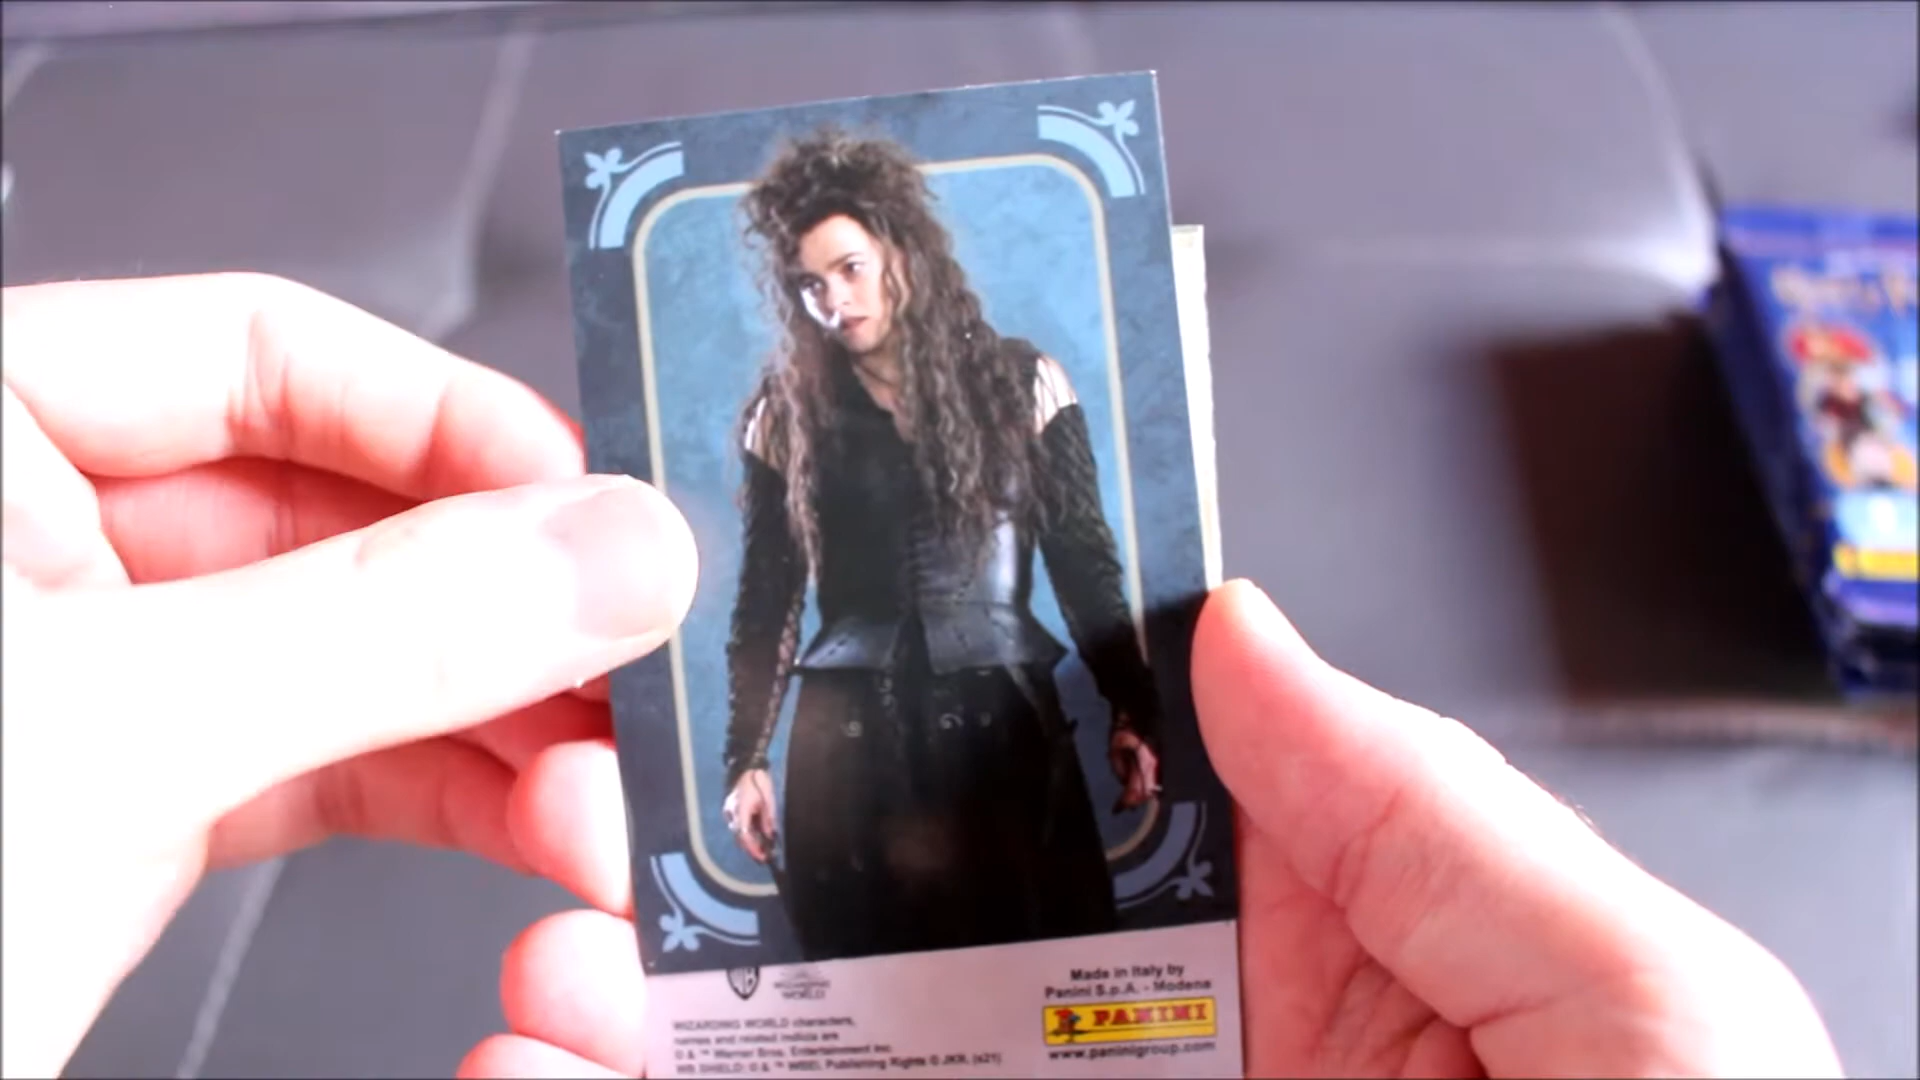 WB
WIZARDING
WORLD
WIZARDING WORLD characters,
names and related indicia are
© & ™ Warner Bros. Entertainment Inc.
WB SHIELD: © & ™ WBEI. Publishing Rights © JKR. (s21)
Made in Italy by
Panini S.p.A. - Modena
PANINI
www.paninigroup.com